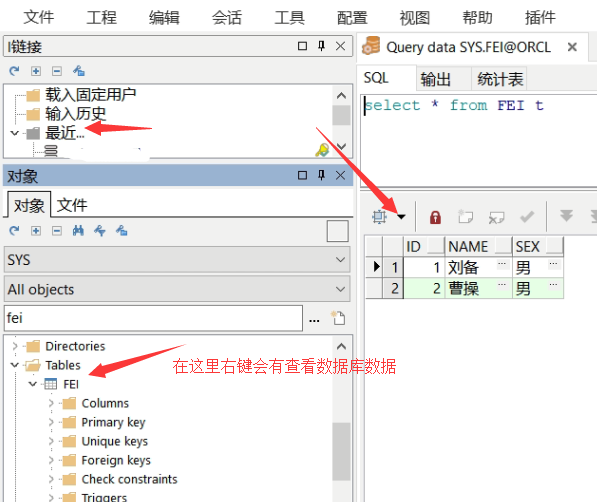 文件 工程 编辑 会话 工具 配置 视图 帮助 插件
I链接
载入固定用户
输入历史
最近...
对象
对象 文件
SYS
All objects
fei
...
Directories
Tables
FEI
在这里右键会有查看数据库数据
Columns
Primary key
Unique keys
Foreign keys
Check constraints
Triggers
Query data SYS.FEI@ORCL
SQL 输出 统计表
select * from FEI t
ID NAME SEX
1 1 刘备 ... 男 ...
2 2 曹操 ... 男 ...